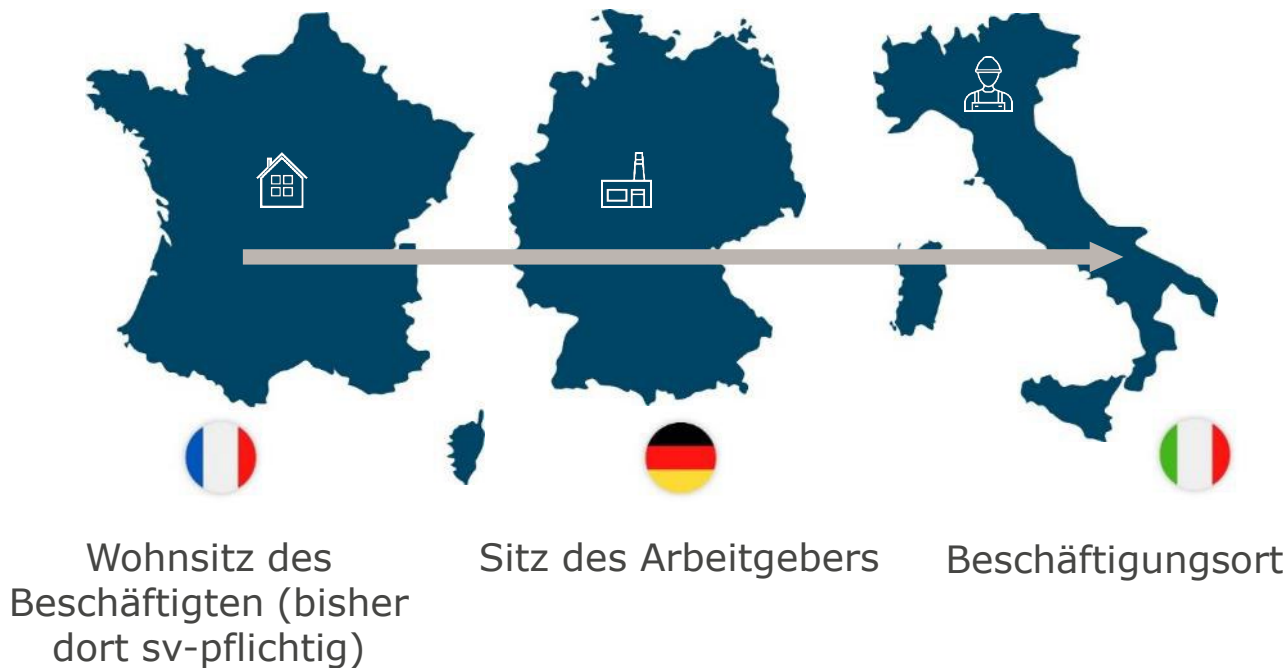 Wohnsitz des
Beschäftigten (bisher
dort sv-pflichtig)
Sitz des Arbeitgebers
Beschäftigungsort